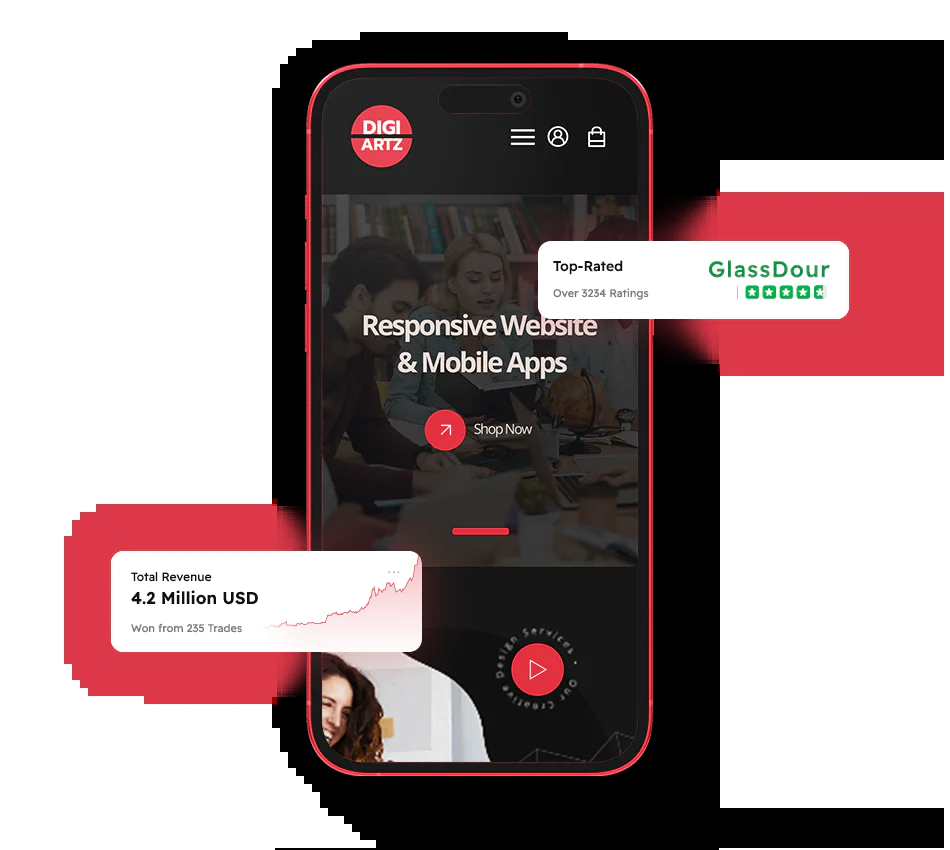 DIGI
ARTZ
Top-Rated
GlassDour
Over 3234 Ratings
Responsive Website
& Mobile Apps
Shop Now
Total Revenue
4.2 Million USD
Won from 235 Trades
Our Creative Design Services •